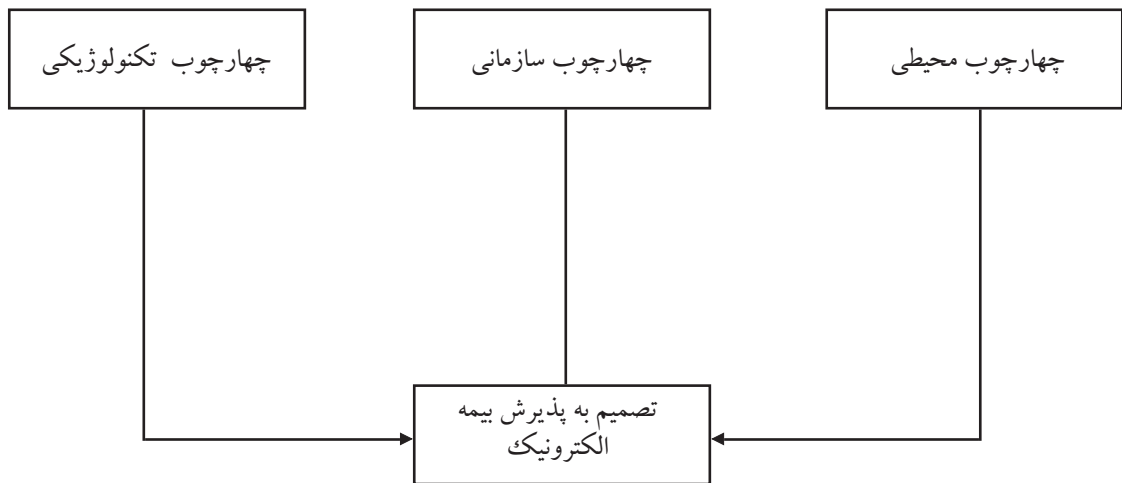 چهارچوب محیطی
چهارچوب سازمانی
چهارچوب تکنولوژیکی
تصمیم به پذیرش بیمه
الکترونیک